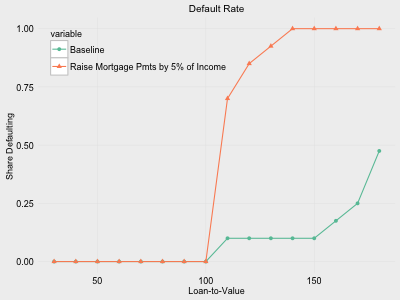 Default Rate
variable
Baseline
Raise Mortgage Pmts by 5% of Income
Share Defaulting
1.00
0.75
0.50
0.25
0.00
50
100
150
Loan-to-Value